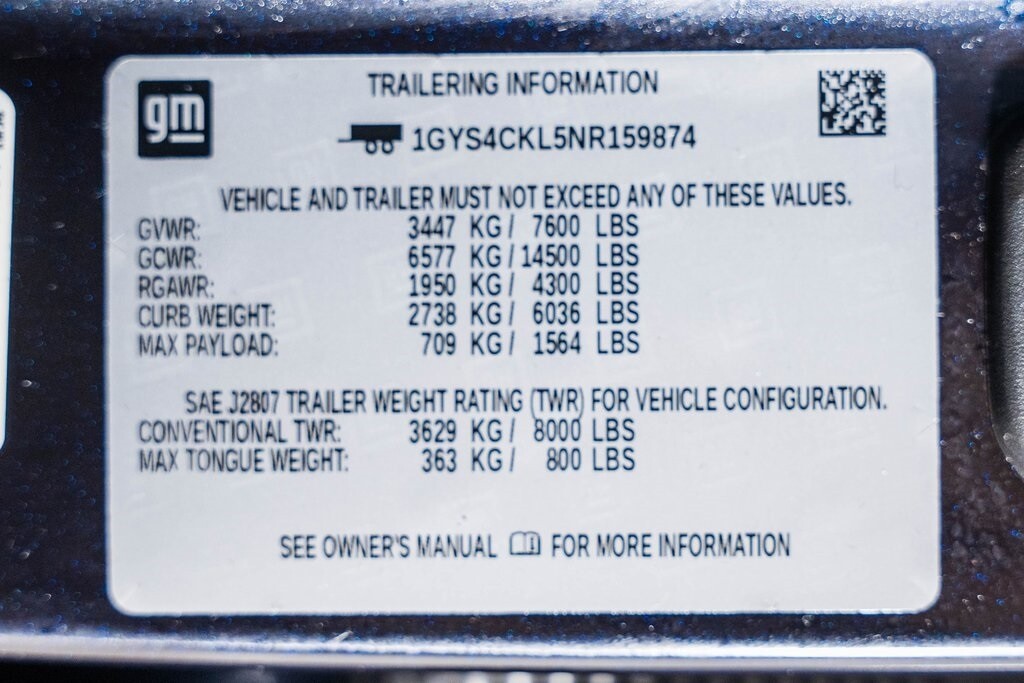 gm
TRAILERING INFORMATION
1GYS4CKL5NR159874
VEHICLE AND TRAILER MUST NOT EXCEED ANY OF THESE VALUES.
GVWR: 3447 KG / 7600 LBS
GCWR: 6577 KG / 14500 LBS
RGAWR: 1950 KG / 4300 LBS
CURB WEIGHT: 2738 KG / 6036 LBS
MAX PAYLOAD: 709 KG / 1564 LBS
SAE J2807 TRAILER WEIGHT RATING (TWR) FOR VEHICLE CONFIGURATION.
CONVENTIONAL TWR: 3629 KG / 8000 LBS
MAX TONGUE WEIGHT: 363 KG / 800 LBS
SEE OWNER'S MANUAL FOR MORE INFORMATION